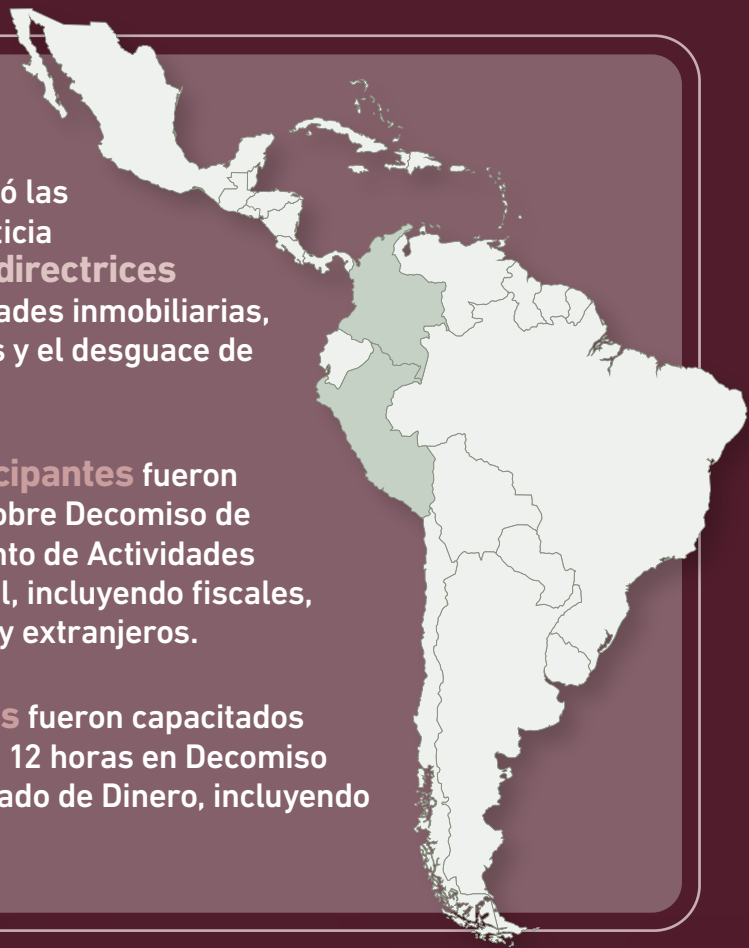 ó las
ticia
directrices
ades inmobiliarias,
s y el desguace de
cipantes fueron
obre Decomiso de
nto de Actividades
l, incluyendo fiscales,
y extranjeros.
s fueron capacitados
12 horas en Decomiso
ado de Dinero, incluyendo